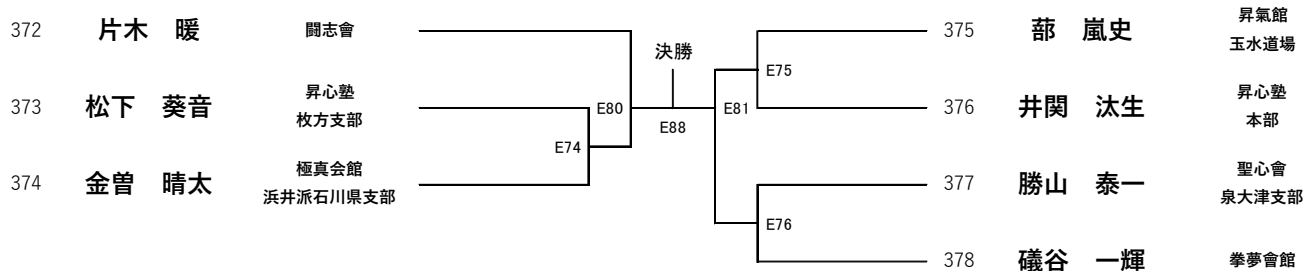 372 片木 暖 闘志會
373 松下 葵音 昇心塾
枚方支部
374 金曽 晴太 極真会館
浜井派石川県支部
E74
E80
決勝
E88
E81
E75
E76
375 蔀 嵐史 昇氣館
玉水道場
376 井関 汰生 昇心塾
本部
377 勝山 泰一 聖心會
泉大津支部
378 礒谷 一輝 拳夢會館